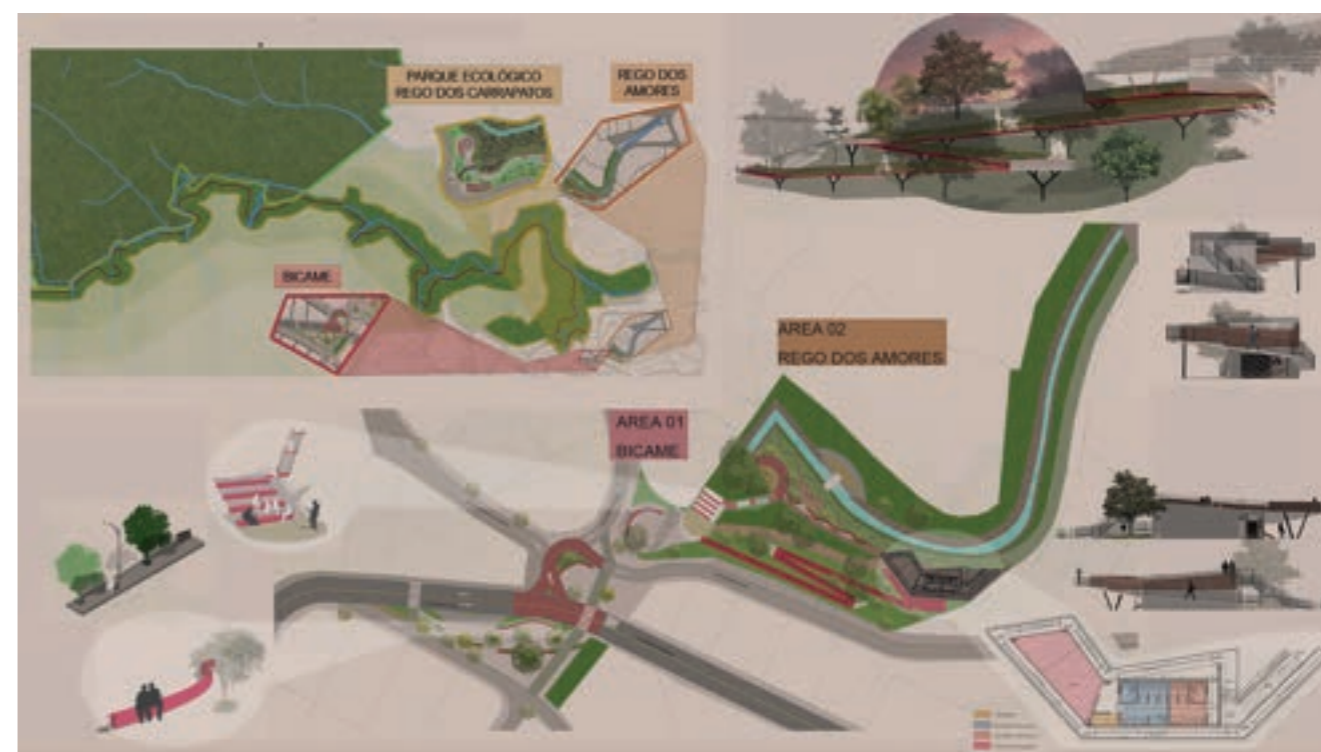 PARQUE ECOLÓGICO
REGO DOS CARRAPATOS
REGO DOS
AMORES
BICAME
AREA 02
REGO DOS AMORES
AREA 01
BICAME